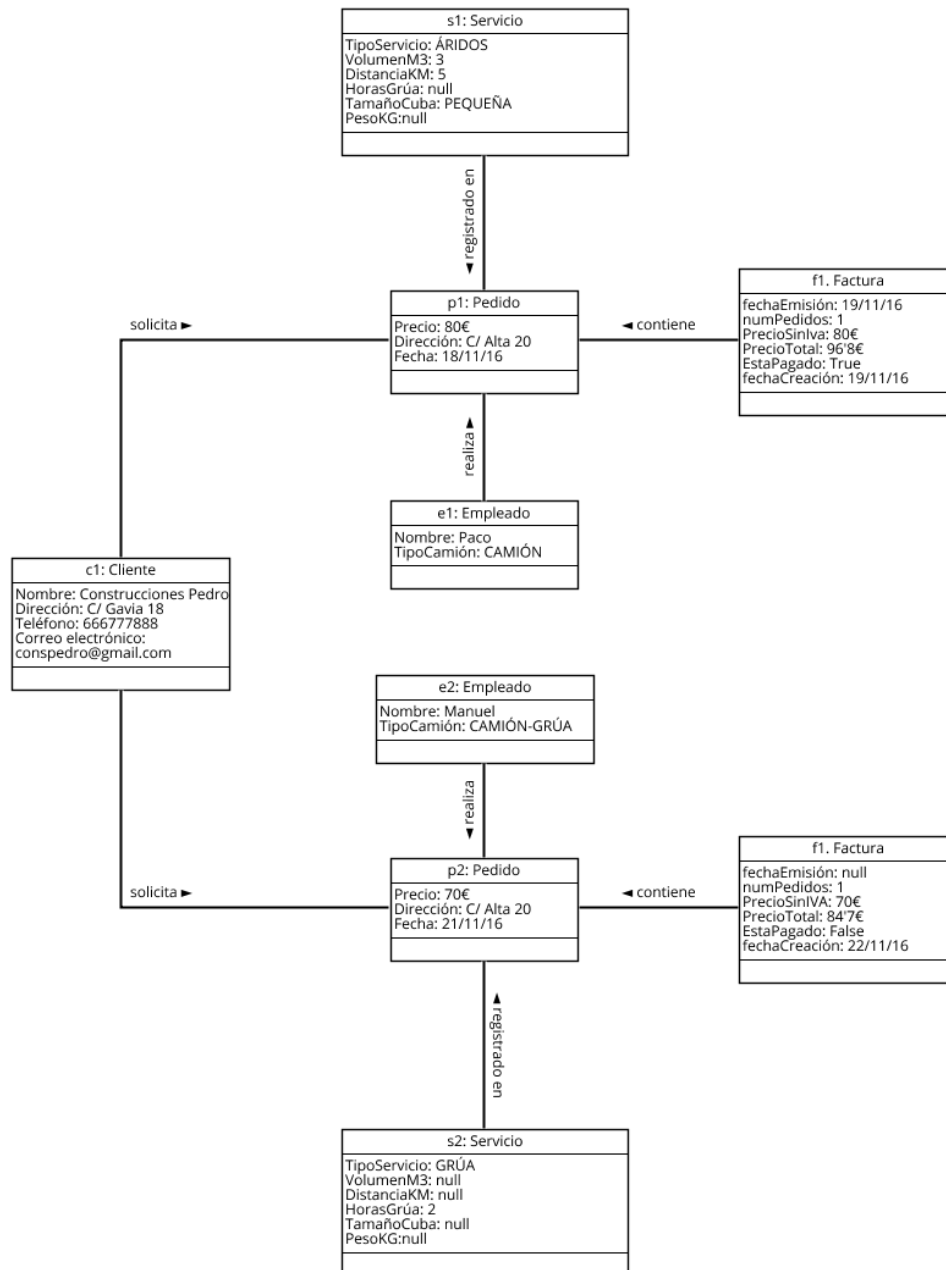 s1: Servicio
TipoServicio: ÁRIDOS
VolumenM3: 3
DistanciaKM: 5
HorasGrúa: null
TamañoCuba: PEQUEÑA
PesoKG:null
◄ registrado en
p1: Pedido
Precio: 80€
Dirección: C/ Alta 20
Fecha: 18/11/16
solicita ►
◄ contiene
f1. Factura
fechaEmisión: 19/11/16
numPedidos: 1
PrecioSinIva: 80€
PrecioTotal: 96'8€
EstaPagado: True
fechaCreación: 19/11/16
realiza ►
e1: Empleado
Nombre: Paco
TipoCamión: CAMIÓN
c1: Cliente
Nombre: Construcciones Pedro
Dirección: C/ Gavia 18
Teléfono: 666777888
Correo electrónico:
conspedro@gmail.com
e2: Empleado
Nombre: Manuel
TipoCamión: CAMIÓN-GRÚA
◄ realiza
p2: Pedido
Precio: 70€
Dirección: C/ Alta 20
Fecha: 21/11/16
solicita ►
◄ contiene
f1. Factura
fechaEmisión: null
numPedidos: 1
PrecioSinIVA: 70€
PrecioTotal: 84'7€
EstaPagado: False
fechaCreación: 22/11/16
◄ registrado en
s2: Servicio
TipoServicio: GRÚA
VolumenM3: null
DistanciaKM: null
HorasGrúa: 2
TamañoCuba: null
PesoKG:null